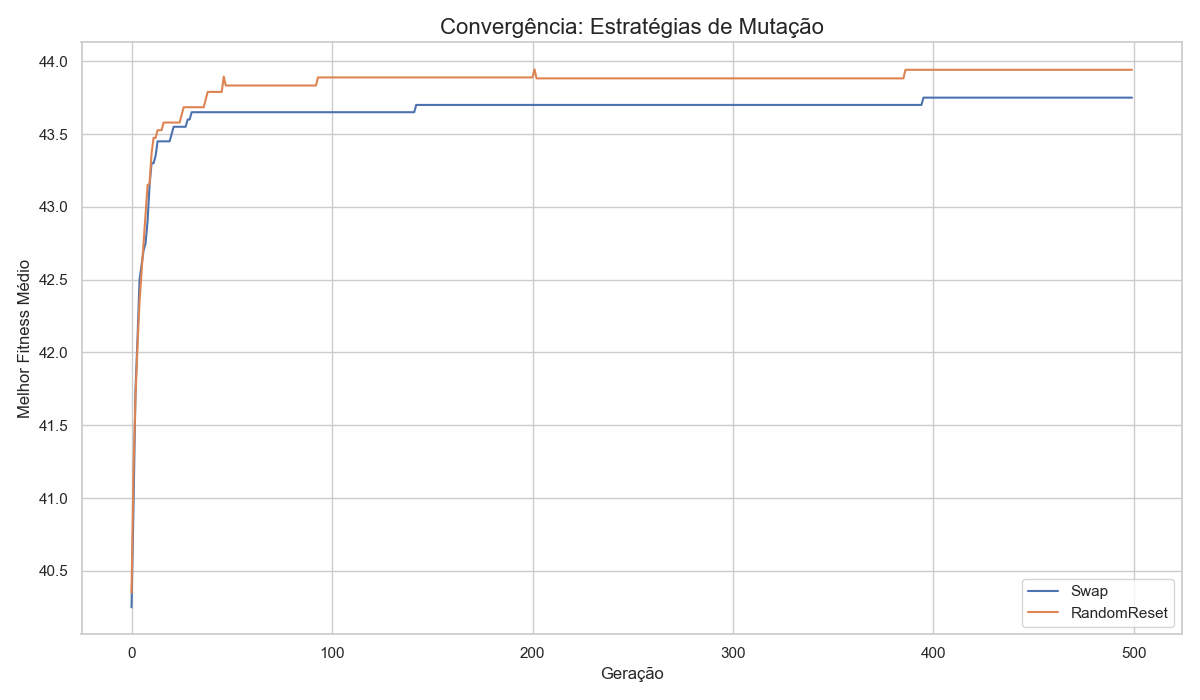 Convergência: Estratégias de Mutação
44.0
43.5
43.0
42.5
42.0
41.5
41.0
40.5
Melhor Fitness Médio
0 100 200 300 400 500
Geração
Swap
RandomReset